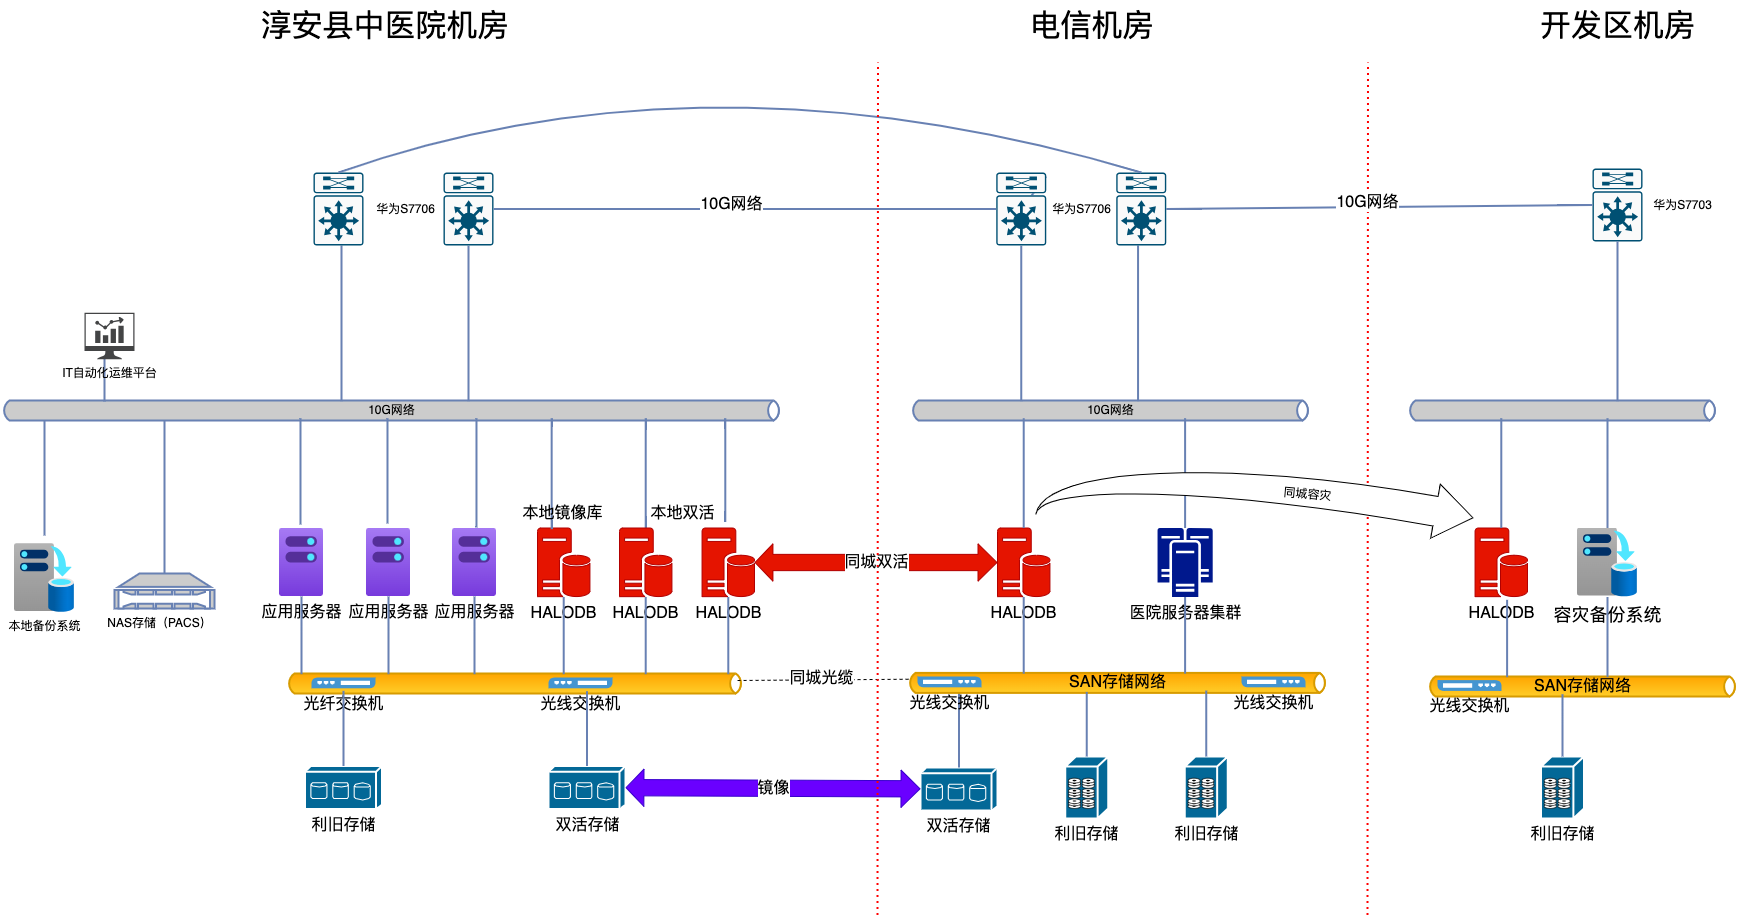 淳安县中医院机房
电信机房
开发区机房
华为S7706
10G网络
华为S7706
10G网络
华为S7703
IT自动化运维平台
10G网络
10G网络
同城容灾
本地镜像库
本地双活
同城双活
本地备份系统
NAS存储（PACS）
应用服务器
应用服务器
应用服务器
HALODB
HALODB
HALODB
HALODB
医院服务器集群
HALODB
容灾备份系统
同城光缆
SAN存储网络
SAN存储网络
光纤交换机
光线交换机
光线交换机
光线交换机
光线交换机
镜像
利旧存储
双活存储
双活存储
利旧存储
利旧存储
利旧存储